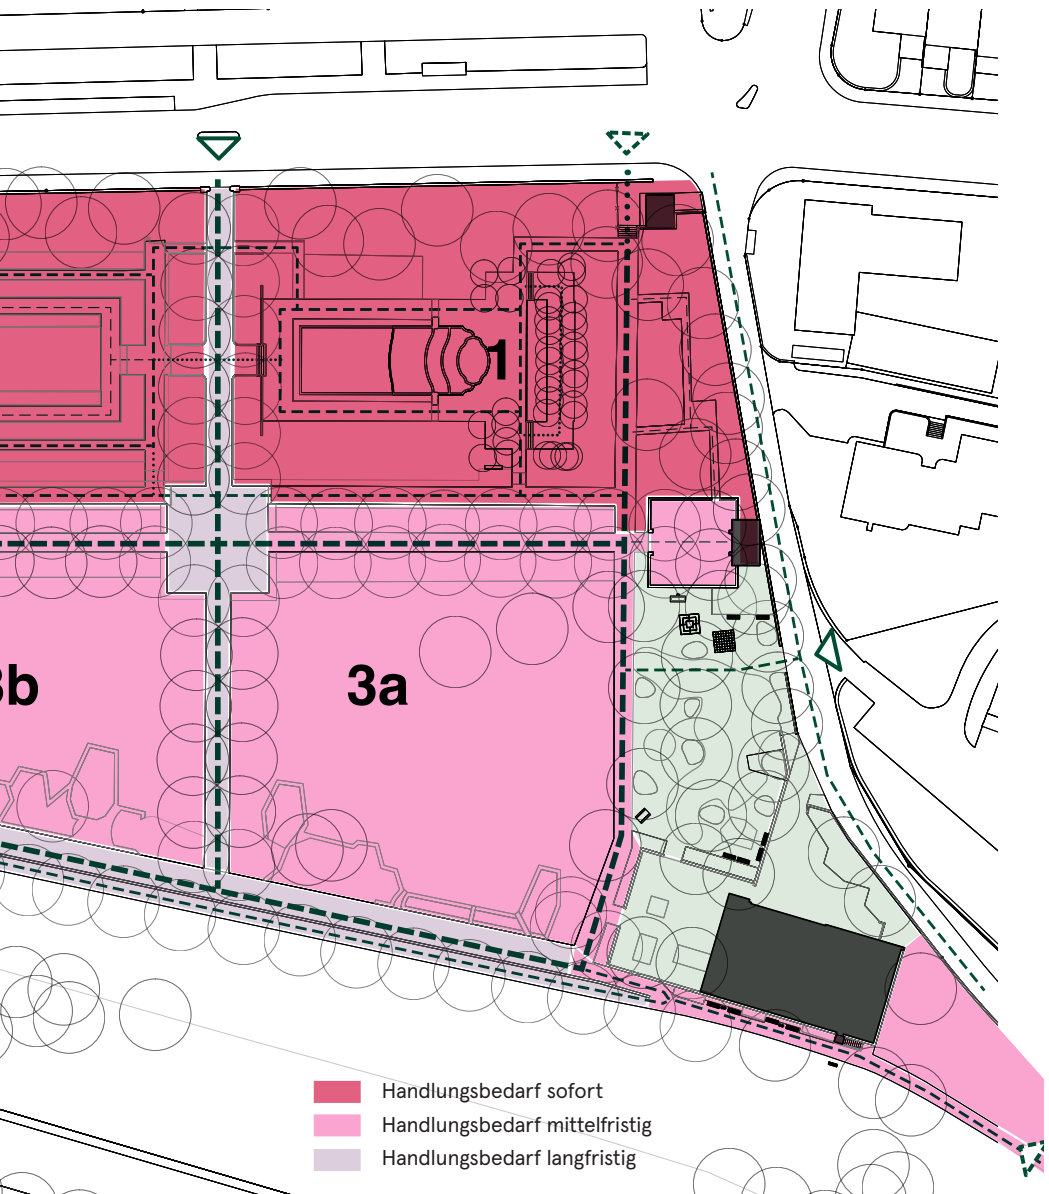 1
3b
3a
Handlungsbedarf sofort
Handlungsbedarf mittelfristig
Handlungsbedarf langfristig